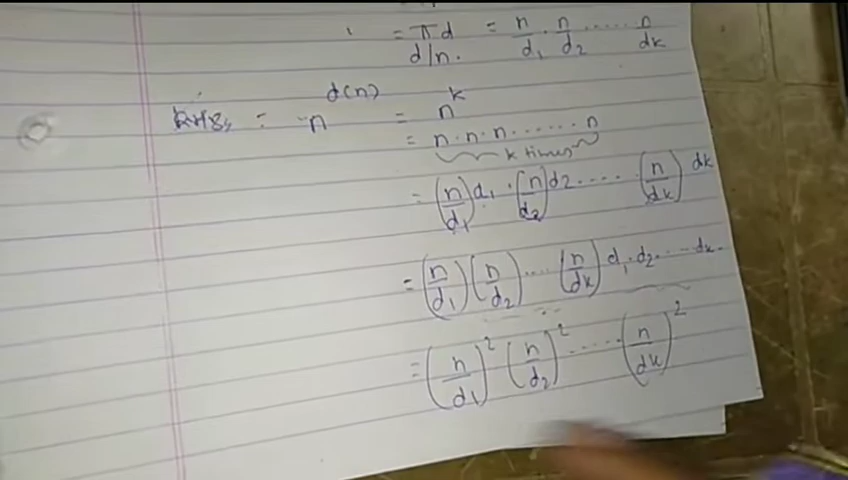 = π d = n/d1 · n/d2 ...... n/dk
d/n.
RHS, : n^d(n) = n^k
= n · n · n ...... n
k times
= (n/d1) d1 · (n/d2) d2 ..... (n/dk) dk
= (n/d1) (n/d2) .... (n/dk) d1 · d2 ... dk.
= (n/d1)^2 (n/d2)^2 ...... (n/dk)^2